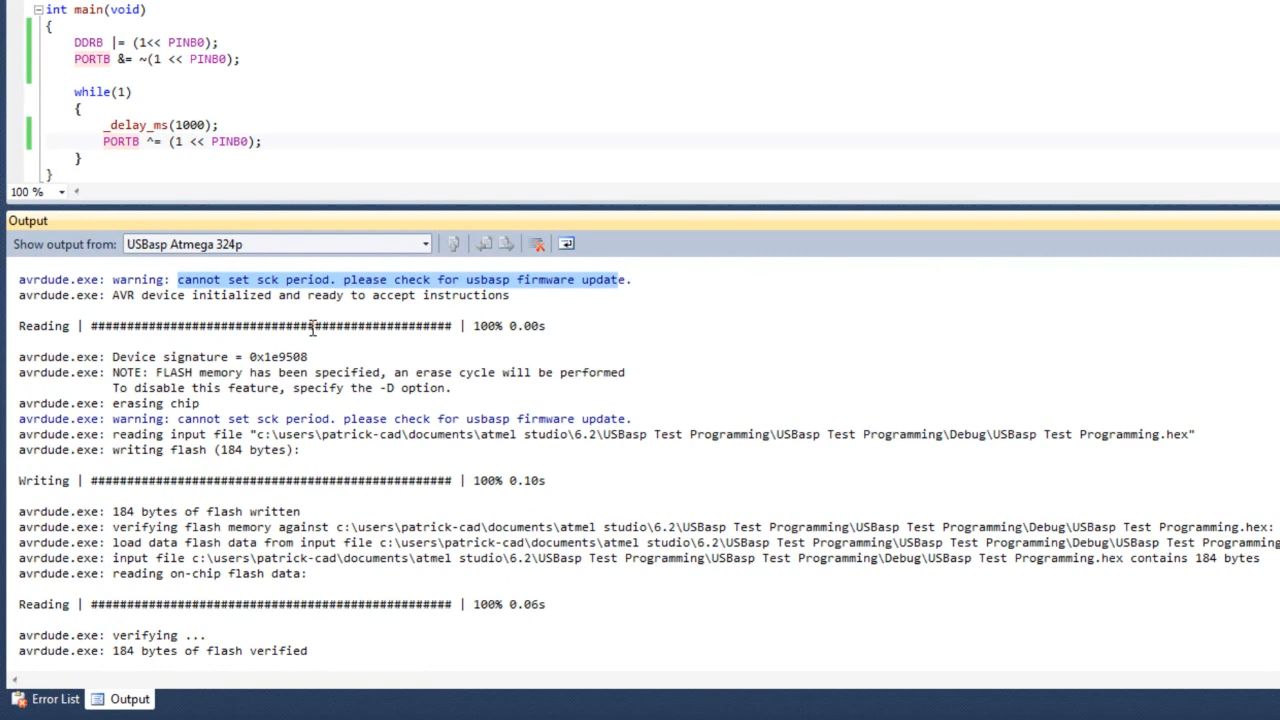 int main(void)
{
DDRB |= (1<< PINB0);
PORTB &= ~(1 << PINB0);
while(1)
{
_delay_ms(1000);
PORTB ^= (1 << PINB0);
}
}
100 %
Output
Show output from: USBasp Atmega 324p
avrdude.exe: warning: cannot set sck period. please check for usbasp firmware update.
avrdude.exe: AVR device initialized and ready to accept instructions
Reading | ################################################## | 100% 0.00s
avrdude.exe: Device signature = 0x1e9508
avrdude.exe: NOTE: FLASH memory has been specified, an erase cycle will be performed
To disable this feature, specify the -D option.
avrdude.exe: erasing chip
avrdude.exe: warning: cannot set sck period. please check for usbasp firmware update.
avrdude.exe: reading input file "c:\users\patrick-cad\documents\atmel studio\6.2\USBasp Test Programming\USBasp Test Programming\Debug\USBasp Test Programming.hex"
avrdude.exe: writing flash (184 bytes):
Writing | ################################################## | 100% 0.10s
avrdude.exe: 184 bytes of flash written
avrdude.exe: verifying flash memory against c:\users\patrick-cad\documents\atmel studio\6.2\USBasp Test Programming\USBasp Test Programming\Debug\USBasp Test Programming.hex:
avrdude.exe: load data flash data from input file c:\users\patrick-cad\documents\atmel studio\6.2\USBasp Test Programming\USBasp Test Programming\Debug\USBasp Test Programming
avrdude.exe: input file c:\users\patrick-cad\documents\atmel studio\6.2\USBasp Test Programming\USBasp Test Programming\Debug\USBasp Test Programming.hex contains 184 bytes
avrdude.exe: reading on-chip flash data:
Reading | ################################################## | 100% 0.06s
avrdude.exe: verifying ...
avrdude.exe: 184 bytes of flash verified
Error List Output